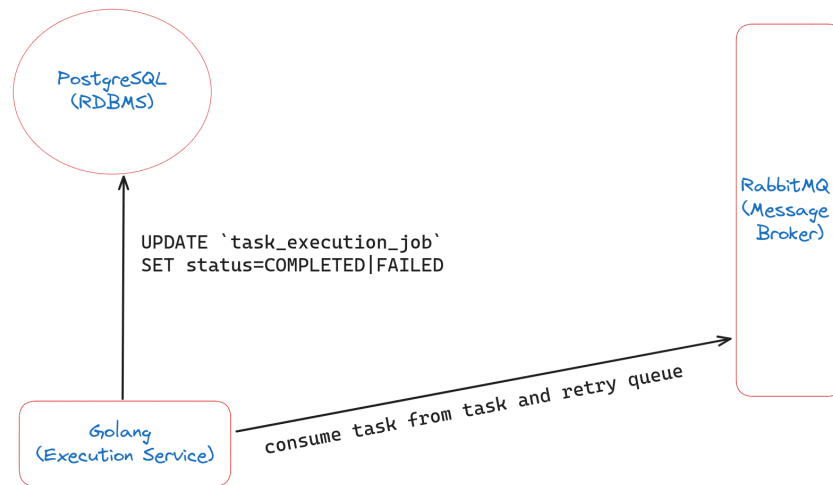 PostgreSQL
(RDBMS)
RabbitMQ
(Message
Broker)
UPDATE `task_execution_job`
SET status=COMPLETED|FAILED
consume task from task and retry queue
Golang
(Execution Service)